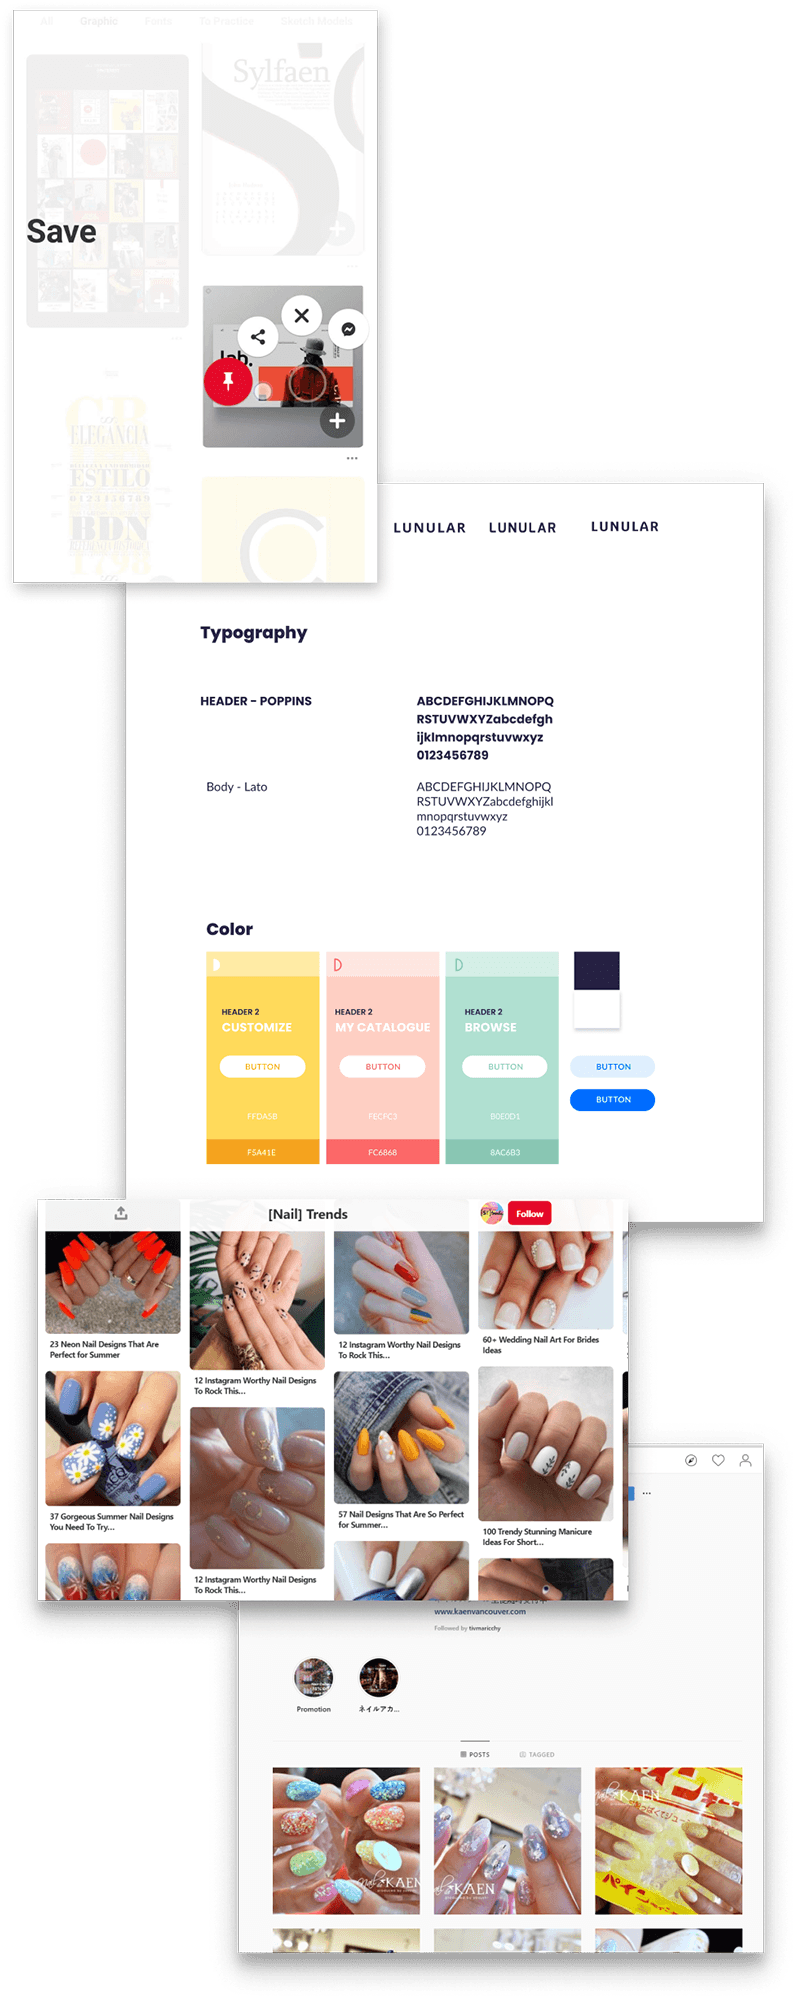 All
Graphic
Fonts
To Practice
Sketch Models
Sylfaen
Save
lab.
ELEGANCIA
ESTILO
0123456789
BDN
LUNULAR
LUNULAR
LUNULAR
Typography
HEADER - POPPINS
ABCDEFGHIJKLMNOPQ
RSTUVWXYZabcdefgh
ijklmnopqrstuvwxyz
0123456789
Body - Lato
ABCDEFGHIJKLMNOPQ
RSTUVWXYZabcdefghijkl
mnopqrstuvwxyz
0123456789
Color
HEADER 2
CUSTOMIZE
BUTTON
FFDA5B
F5A41E
HEADER 2
MY CATALOGUE
BUTTON
FECFC3
FC6868
HEADER 2
BROWSE
BUTTON
B0E0D1
8AC6B3
BUTTON
BUTTON
[Nail] Trends
Follow
23 Neon Nail Designs That Are
Perfect for Summer
12 Instagram Worthy Nail Designs
To Rock This...
12 Instagram Worthy Nail Designs
To Rock This...
60+ Wedding Nail Art For Brides
Ideas
37 Gorgeous Summer Nail Designs
You Need To Try...
12 Instagram Worthy Nail Designs
To Rock This...
57 Nail Designs That Are So Perfect
for Summer...
100 Trendy Stunning Manicure
Ideas For Short...
www.kaenvancouver.com
Followed by tivmaricchy
Promotion
ネイルアカ...
POSTS
TAGGED
nails KAEN
nails KAEN
nails KAEN